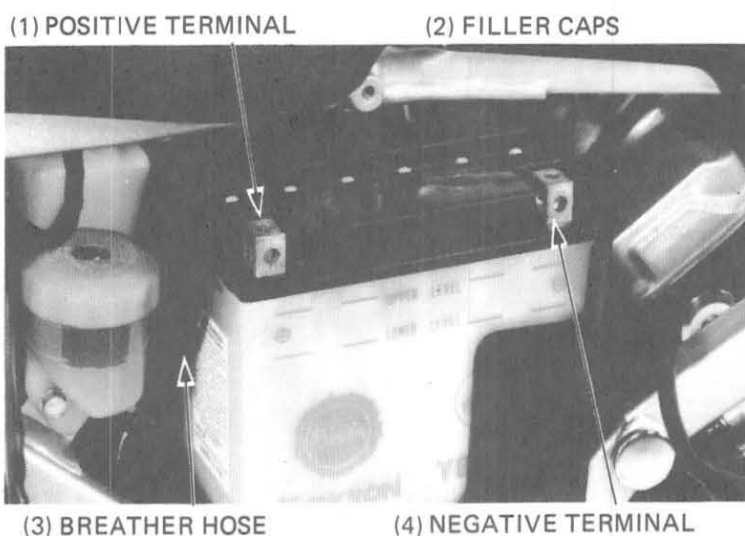 (1) POSITIVE TERMINAL
(2) FILLER CAPS
UPPER LEVEL
LOWER LEVEL
(3) BREATHER HOSE
(4) NEGATIVE TERMINAL